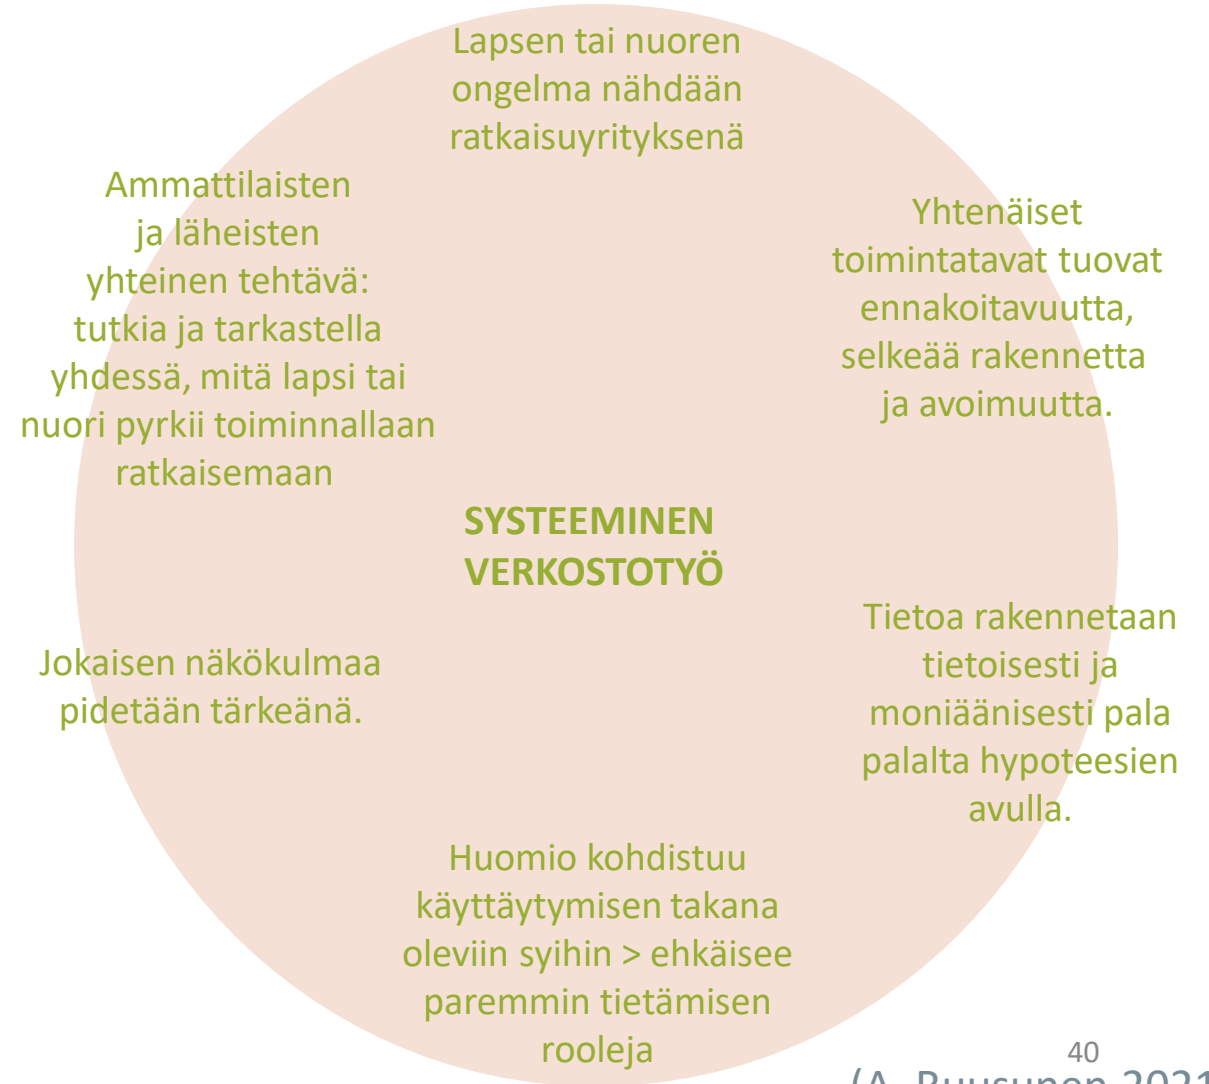 Lapsen tai nuoren
ongelma nähdään
ratkaisuyrityksenä
Ammattilaisten
ja läheisten
yhteinen tehtävä:
tutkia ja tarkastella
yhdessä, mitä lapsi tai
nuori pyrkii toiminnallaan
ratkaisemaan
Yhtenäiset
toimintatavat tuovat
ennakoitavuutta,
selkeää rakennetta
ja avoimuutta.
SYSTEEMINEN
VERKOSTOTYÖ
Jokaisen näkökulmaa
pidetään tärkeänä.
Tietoa rakennetaan
tietoisesti ja
moniäänisesti pala
palalta hypoteesien
avulla.
Huomio kohdistuu
käyttäytymisen takana
oleviin syihin > ehkäisee
paremmin tietämisen
rooleja
40
(A. Ruusunen 2021